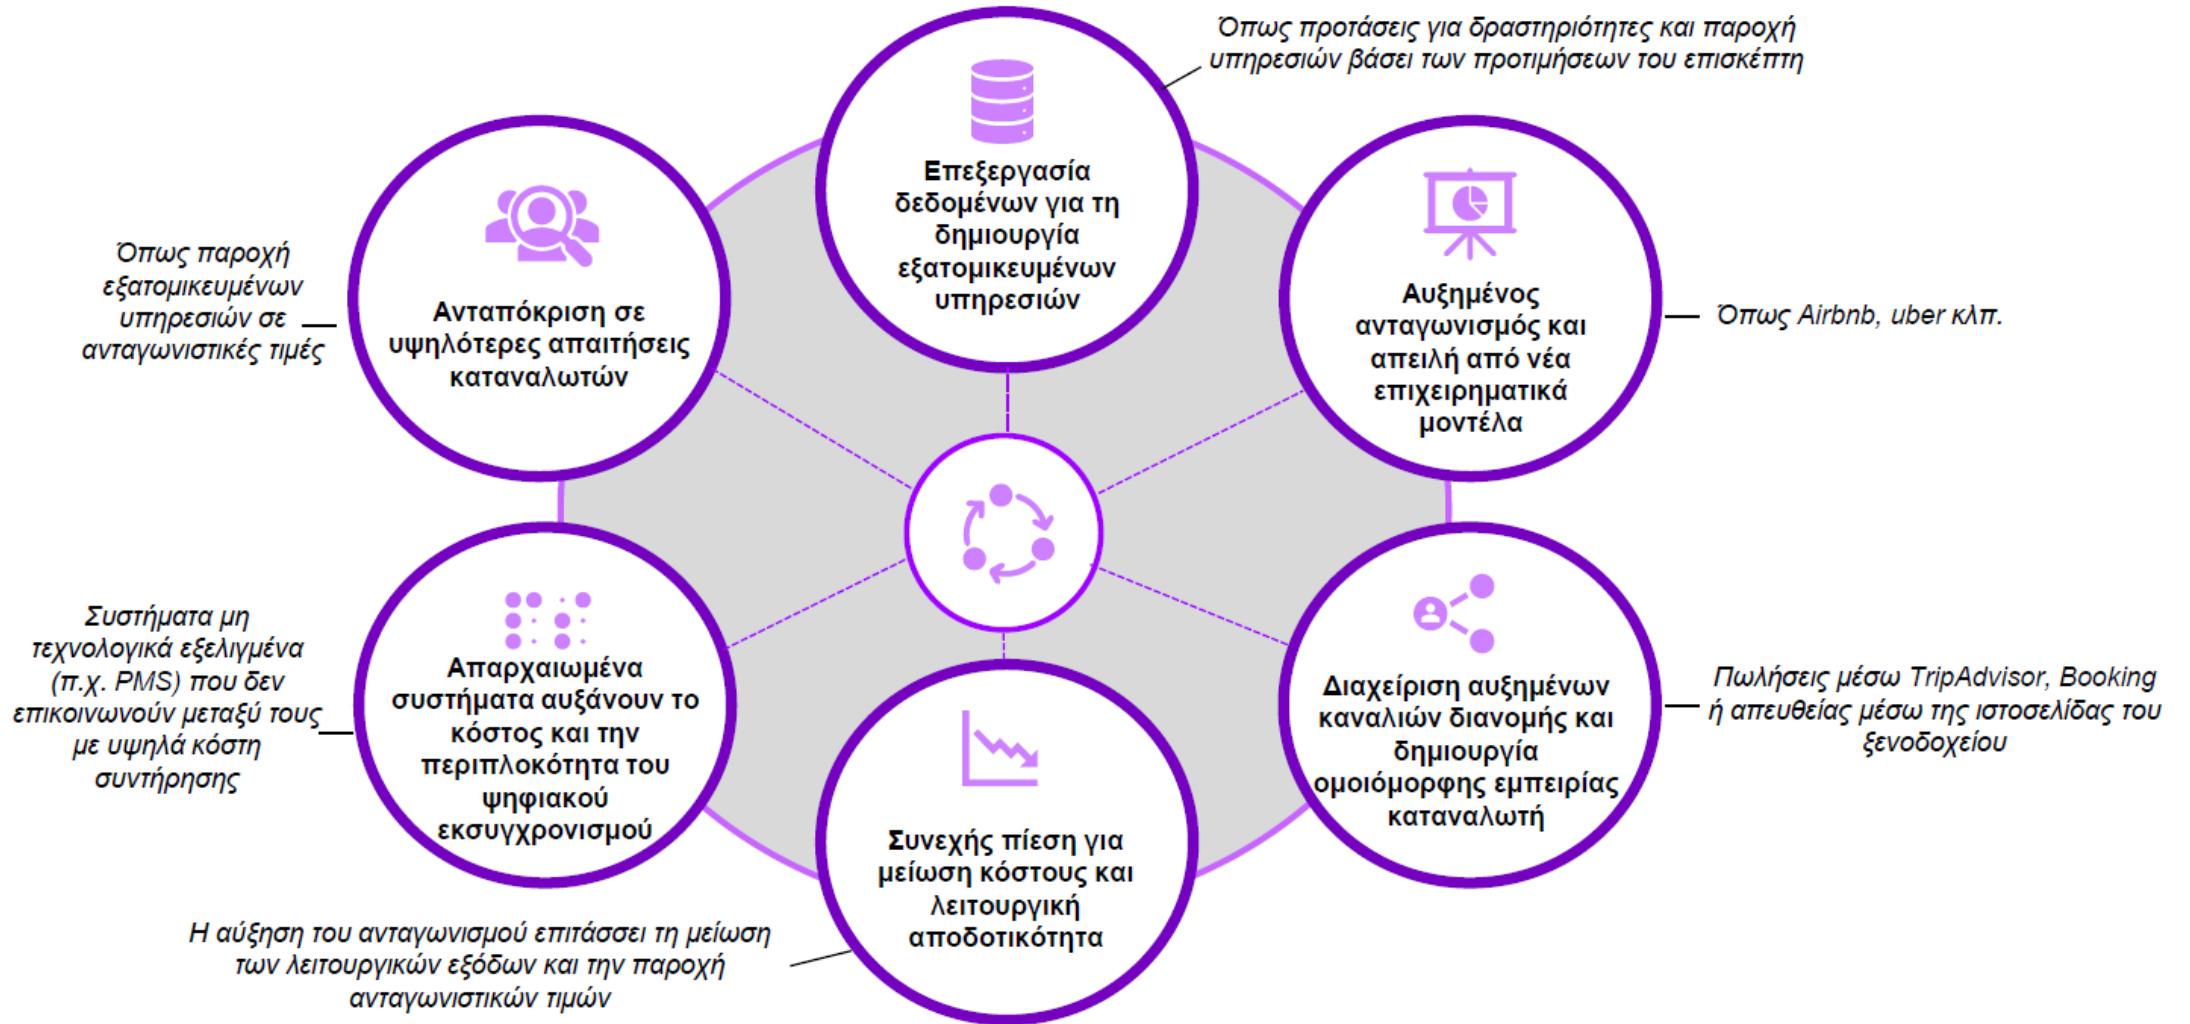 Όπως προτάσεις για δραστηριότητες και παροχή
υπηρεσιών βάσει των προτιμήσεων του επισκέπτη
Επεξεργασία
δεδομένων για τη
δημιουργία
εξατομικευμένων
υπηρεσιών
Αυξημένος
ανταγωνισμός και
απειλή από νέα
επιχειρηματικά
μοντέλα
Όπως Airbnb, uber κλπ.
Διαχείριση αυξημένων
καναλιών διανομής και
δημιουργία
ομοιόμορφης εμπειρίας
καταναλωτή
Πωλήσεις μέσω TripAdvisor, Booking
ή απευθείας μέσω της ιστοσελίδας του
ξενοδοχείου
Συνεχής πίεση για
μείωση κόστους και
λειτουργική
αποδοτικότητα
Η αύξηση του ανταγωνισμού επιτάσσει τη μείωση
των λειτουργικών εξόδων και την παροχή
ανταγωνιστικών τιμών
Απαρχαιωμένα
συστήματα αυξάνουν το
κόστος και την
περιπλοκότητα του
ψηφιακού
εκσυγχρονισμού
Συστήματα μη
τεχνολογικά εξελιγμένα
(π.χ. PMS) που δεν
επικοινωνούν μεταξύ τους
με υψηλά κόστη
συντήρησης
Ανταπόκριση σε
υψηλότερες απαιτήσεις
καταναλωτών
Όπως παροχή
εξατομικευμένων
υπηρεσιών σε
ανταγωνιστικές τιμές